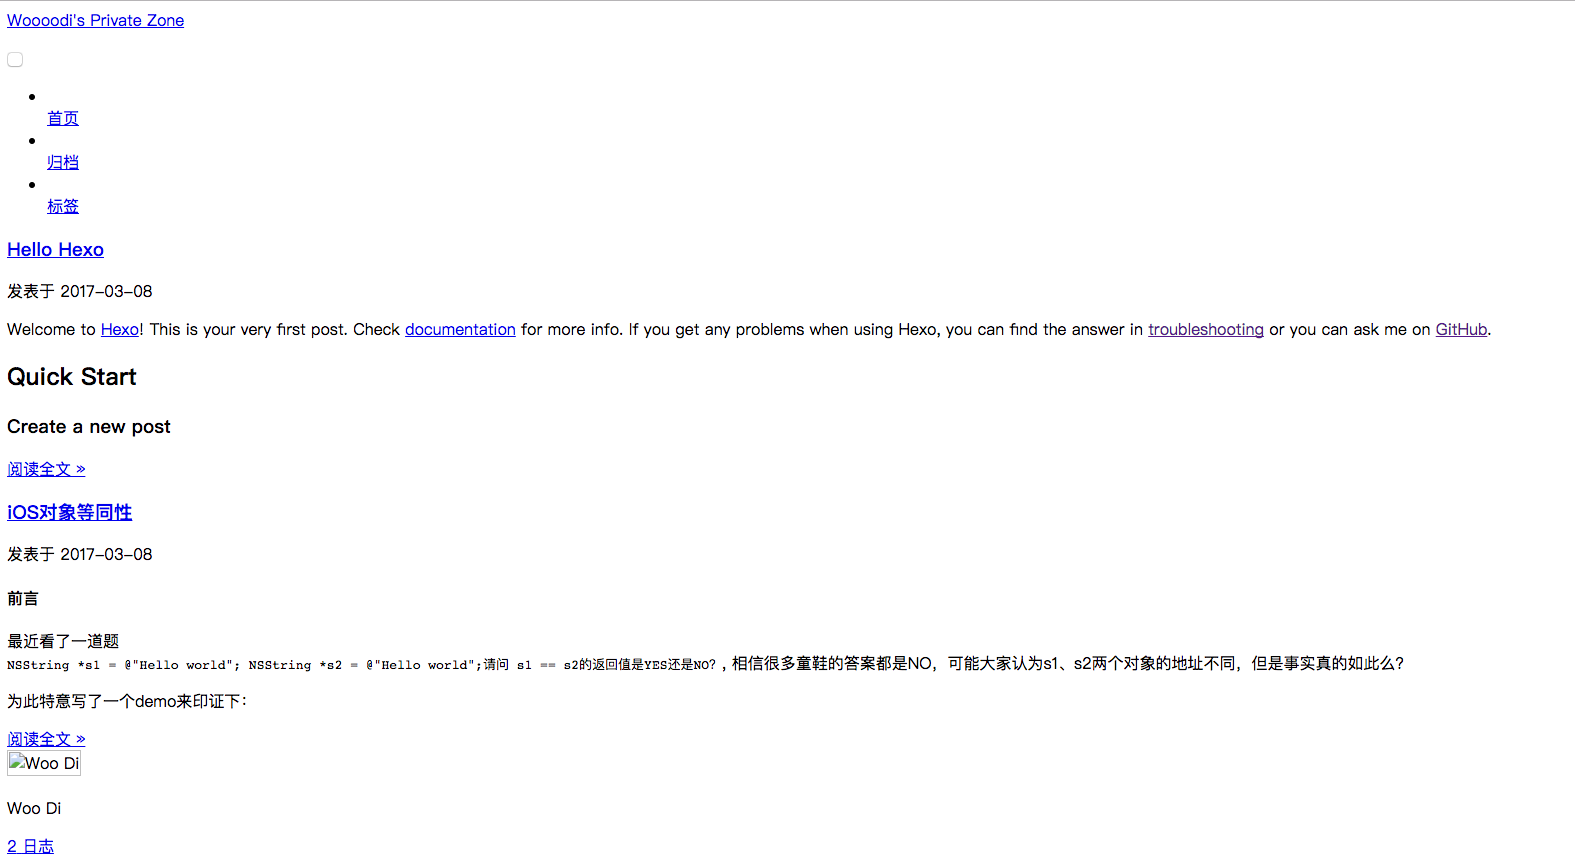 Woooodi's Private Zone
首页
归档
标签
Hello Hexo
发表于 2017-03-08
Welcome to Hexo! This is your very first post. Check documentation for more info. If you get any problems when using Hexo, you can find the answer in troubleshooting or you can ask me on GitHub.
Quick Start
Create a new post
阅读全文 »
iOS对象等同性
发表于 2017-03-08
前言
最近看了一道题
NSString *s1 = @"Hello world"; NSString *s2 = @"Hello world";请问 s1 == s2的返回值是YES还是NO? , 相信很多童鞋的答案都是NO，可能大家认为s1、s2两个对象的地址不同，但是事实真的如此么？
为此特意写了一个demo来印证下：
阅读全文 »
Woo Di
Woo Di
2 日志